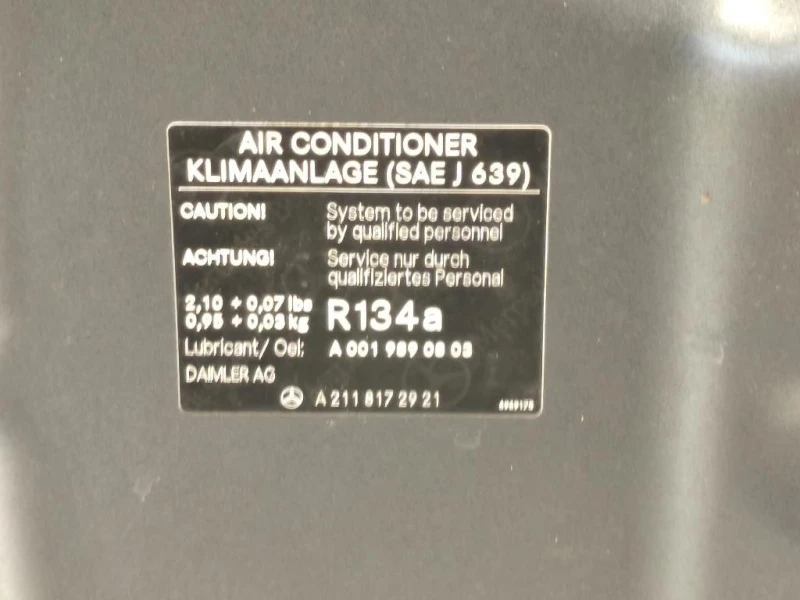 AIR CONDITIONER
KLIMAANLAGE (SAE J 639)
CAUTION! System to be serviced
by qualified personnel
ACHTUNG! Service nur durch
qualifiziertes Personal
2,10 + 0,07 lbs R134a
0,95 + 0,03 kg
Lubricant/ Oel: A 001 989 08 03
DAIMLER AG
A 211 817 29 21